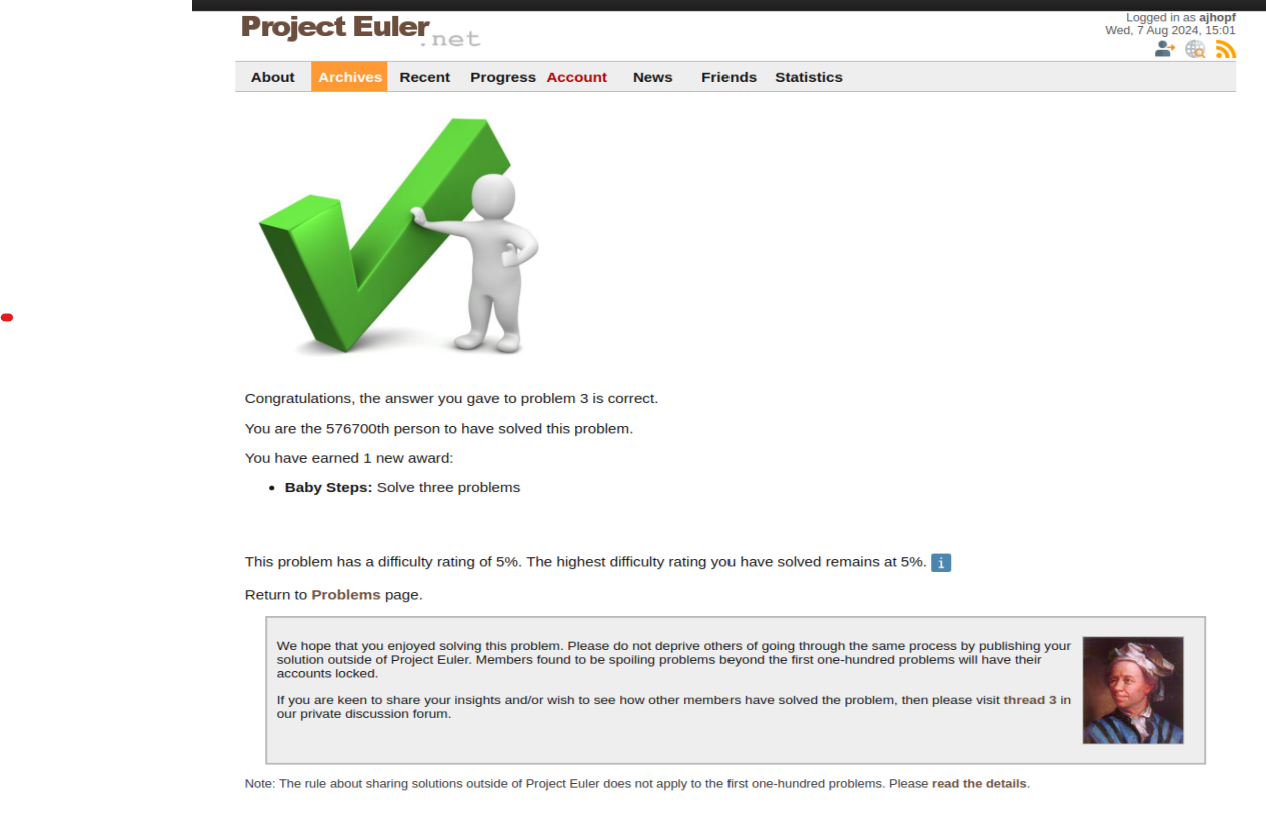 Project Euler.net
Logged in as ajhopf
Wed, 7 Aug 2024, 15:01
About Archives Recent Progress Account News Friends Statistics
Congratulations, the answer you gave to problem 3 is correct.
You are the 576700th person to have solved this problem.
You have earned 1 new award:
• Baby Steps: Solve three problems
This problem has a difficulty rating of 5%. The highest difficulty rating you have solved remains at 5%. i
Return to Problems page.
We hope that you enjoyed solving this problem. Please do not deprive others of going through the same process by publishing your
solution outside of Project Euler. Members found to be spoiling problems beyond the first one-hundred problems will have their
accounts locked.
If you are keen to share your insights and/or wish to see how other members have solved the problem, then please visit thread 3 in
our private discussion forum.
Note: The rule about sharing solutions outside of Project Euler does not apply to the first one-hundred problems. Please read the details.